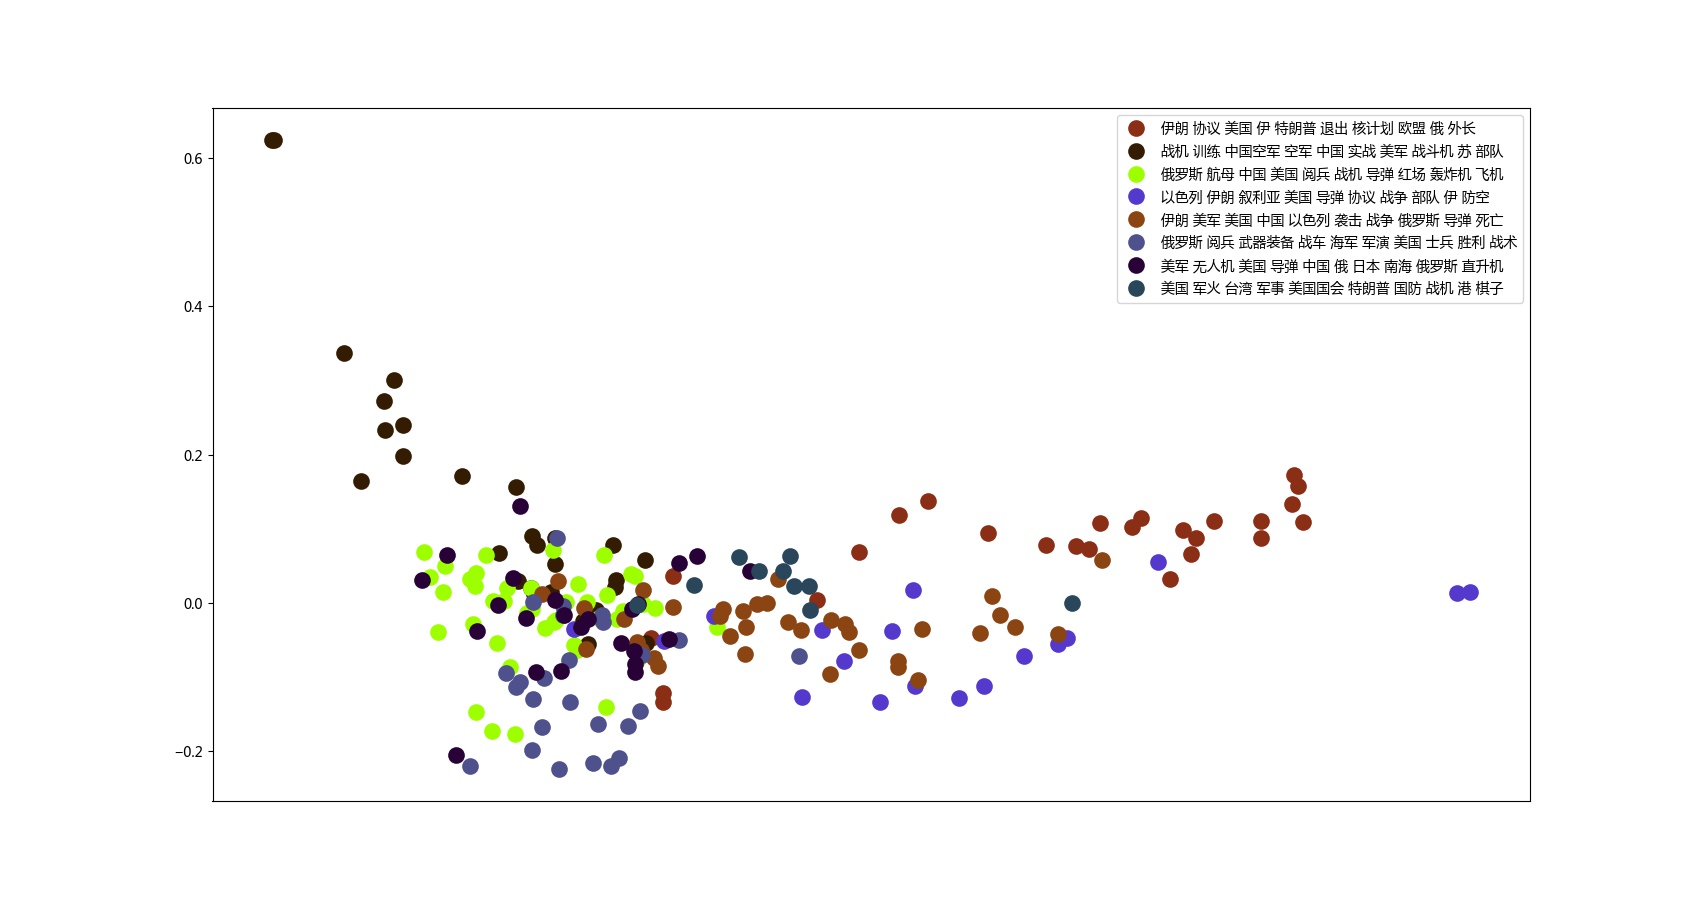 伊朗 协议 美国 伊 特朗普 退出 核计划 欧盟 俄 外长
战机 训练 中国空军 空军 中国 实战 美军 战斗机 苏 部队
俄罗斯 航母 中国 美国 阅兵 战机 导弹 红场 轰炸机 飞机
以色列 伊朗 叙利亚 美国 导弹 协议 战争 部队 伊 防空
伊朗 美军 美国 中国 以色列 袭击 战争 俄罗斯 导弹 死亡
俄罗斯 阅兵 武器装备 战车 海军 军演 美国 士兵 胜利 战术
美军 无人机 美国 导弹 中国 俄 日本 南海 俄罗斯 直升机
美国 军火 台湾 军事 美国国会 特朗普 国防 战机 港 棋子
0.6
0.4
0.2
0.0
−0.2